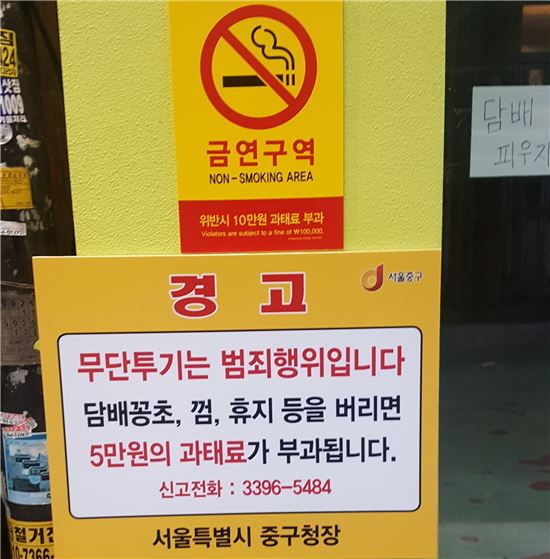 금연구역
NON-SMOKING AREA
위반시 10만원 과태료 부과
Violators are subject to a fine of ₩100,000.
경고
서울중구
무단투기는 범죄행위입니다
담배꽁초, 껌, 휴지 등을 버리면
5만원의 과태료가 부과됩니다.
신고전화 : 3396-5484
서울특별시 중구청장
담배
피우지